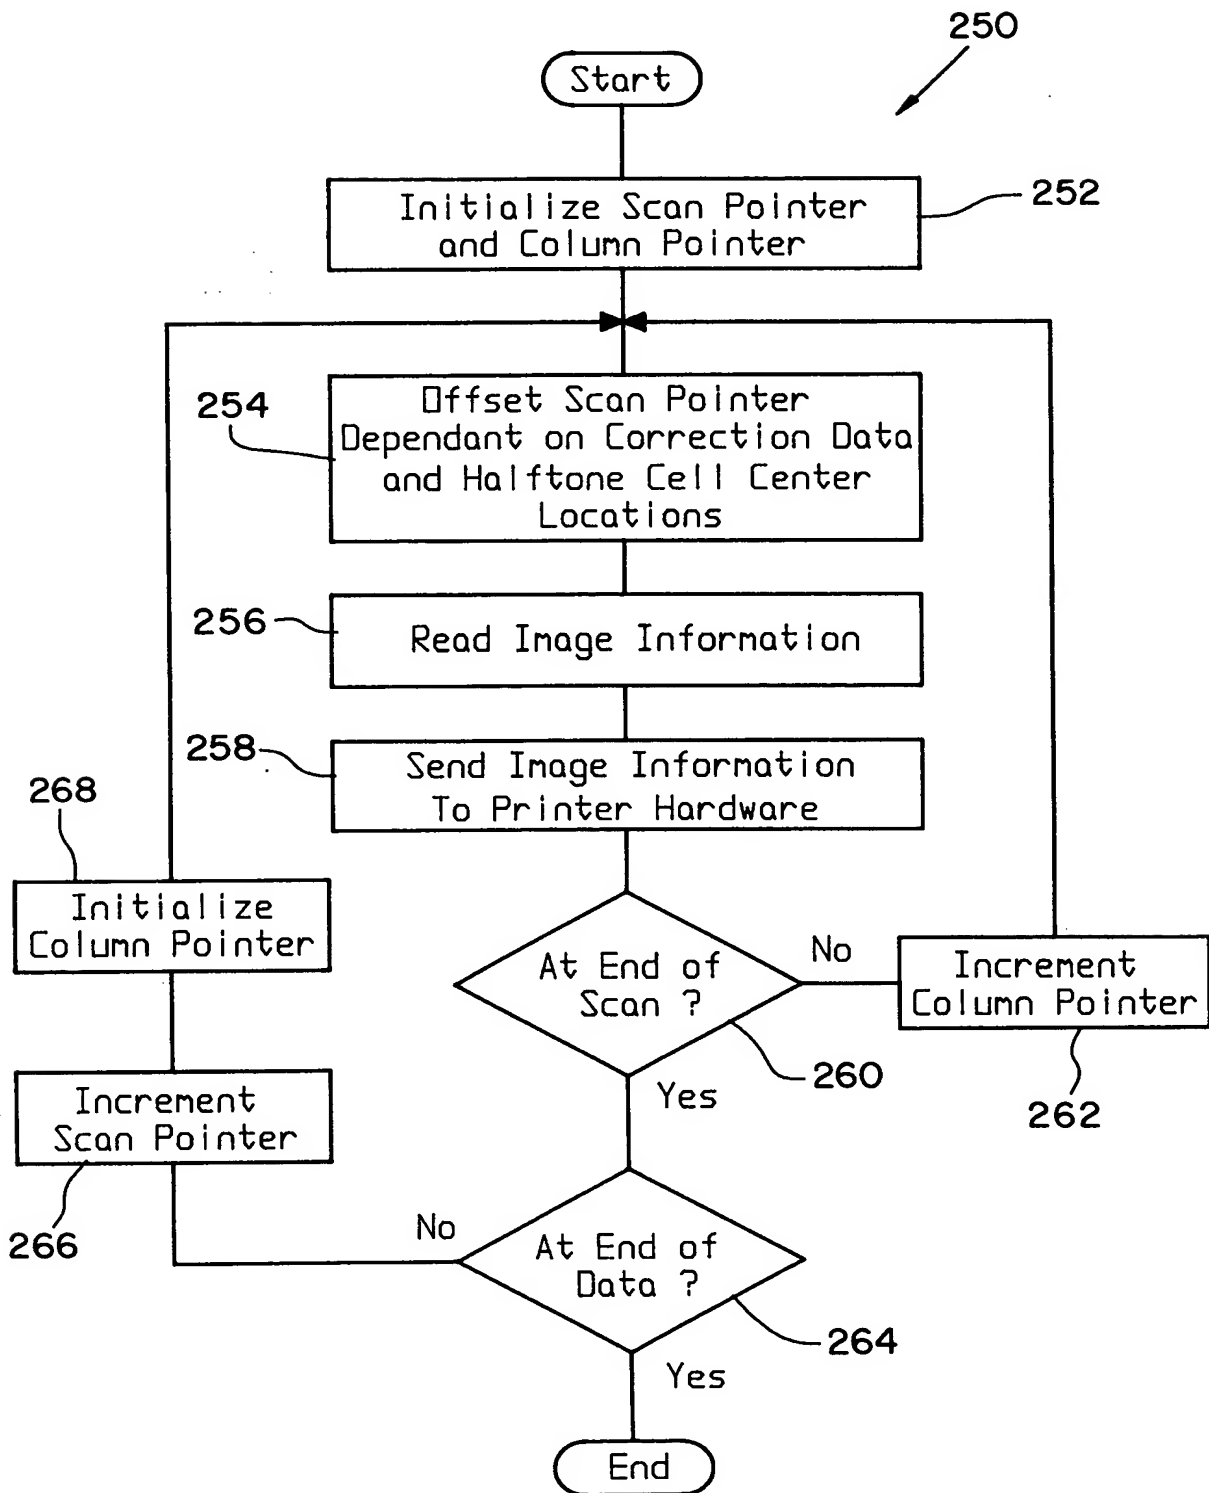 250
Start
Initialize Scan Pointer
and Column Pointer
252
254
Offset Scan Pointer
Dependant on Correction Data
and Halftone Cell Center
Locations
256
Read Image Information
258
Send Image Information
To Printer Hardware
268
Initialize
Column Pointer
At End of
Scan ?
No
Increment
Column Pointer
260
262
Yes
Increment
Scan Pointer
266
No
At End of
Data ?
264
Yes
End